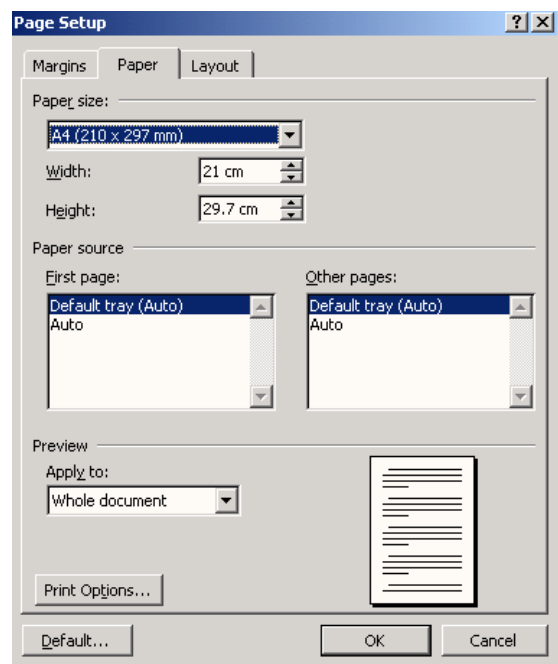 Page Setup
Margins Paper Layout
Paper size:
A4 (210 x 297 mm)
Width: 21 cm
Height: 29.7 cm
Paper source
First page: Other pages:
Default tray (Auto) Default tray (Auto)
Auto Auto
Preview
Apply to:
Whole document
Print Options...
Default... OK Cancel